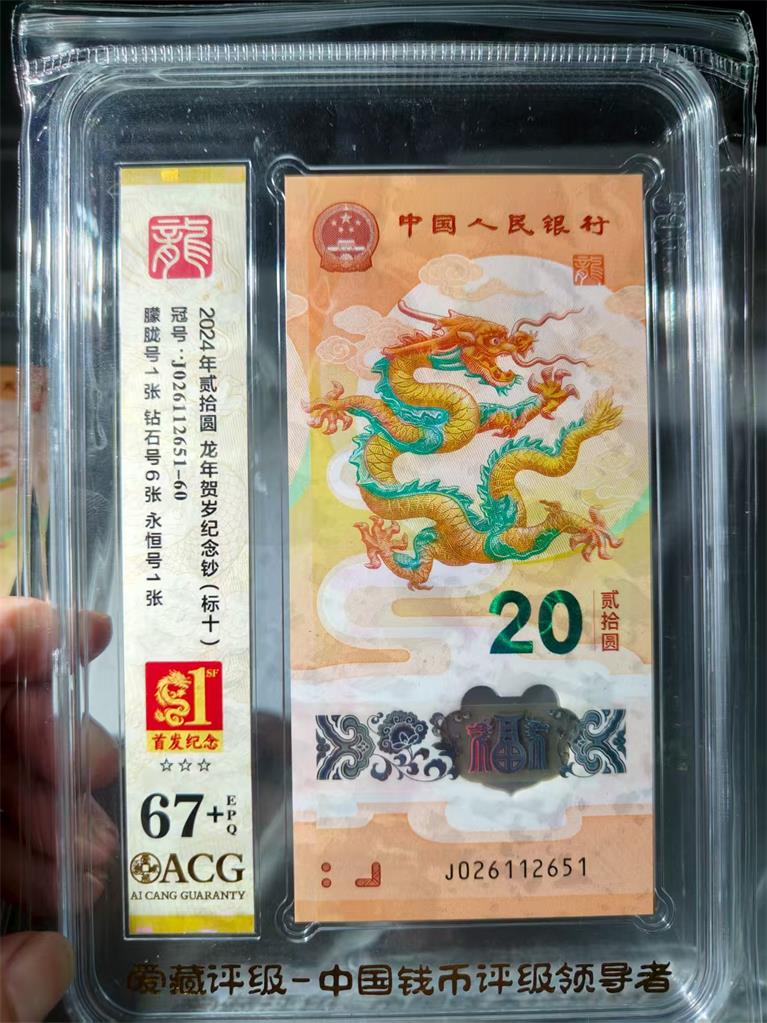 龍
2024年贰拾圆 龙年贺岁纪念钞(标十)
冠号:J026112651-60
朦胧号1张 钻石号6张 永恒号1张
1SF
首发纪念
☆☆☆
67+EPQ
ACG
AI CANG GUARANTY
中国人民银行
龍
20
贰拾圆
福
J026112651
爱藏评级-中国钱币评级领导者